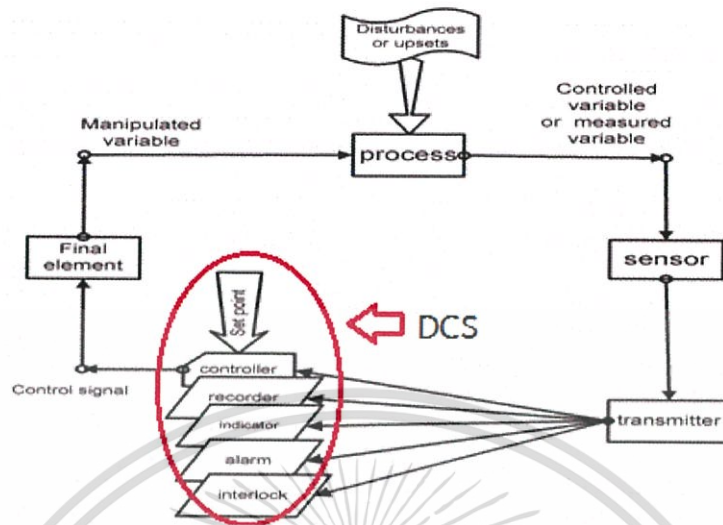 Disturbances
or upsets
Controlled
variable
or measured
variable
Manipulated
variable
process
Final
element
sensor
Set point
DCS
controller
Control signal
recorder
transmitter
indicator
alarm
interlock